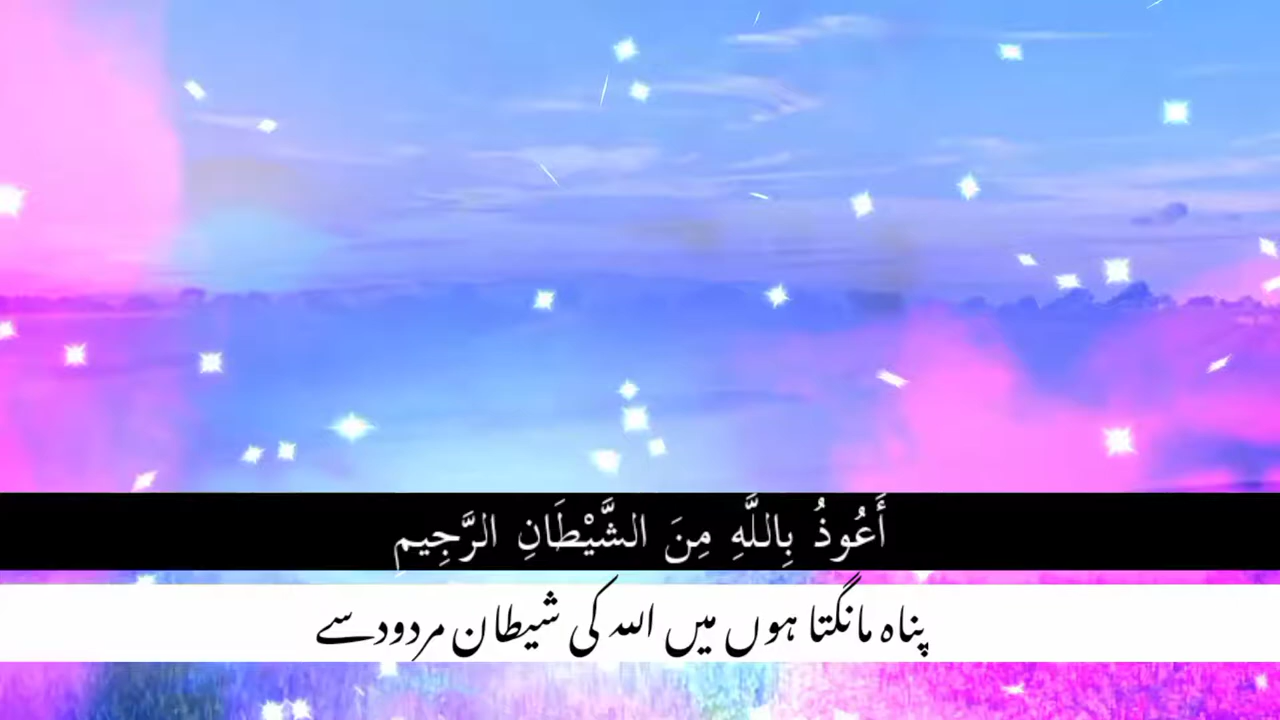 أَعُوذُ بِاللَّهِ مِنَ الشَّيْطَانِ الرَّجِيمِ
پناہ مانگتا ہوں میں اللہ کی شیطان مردود سے